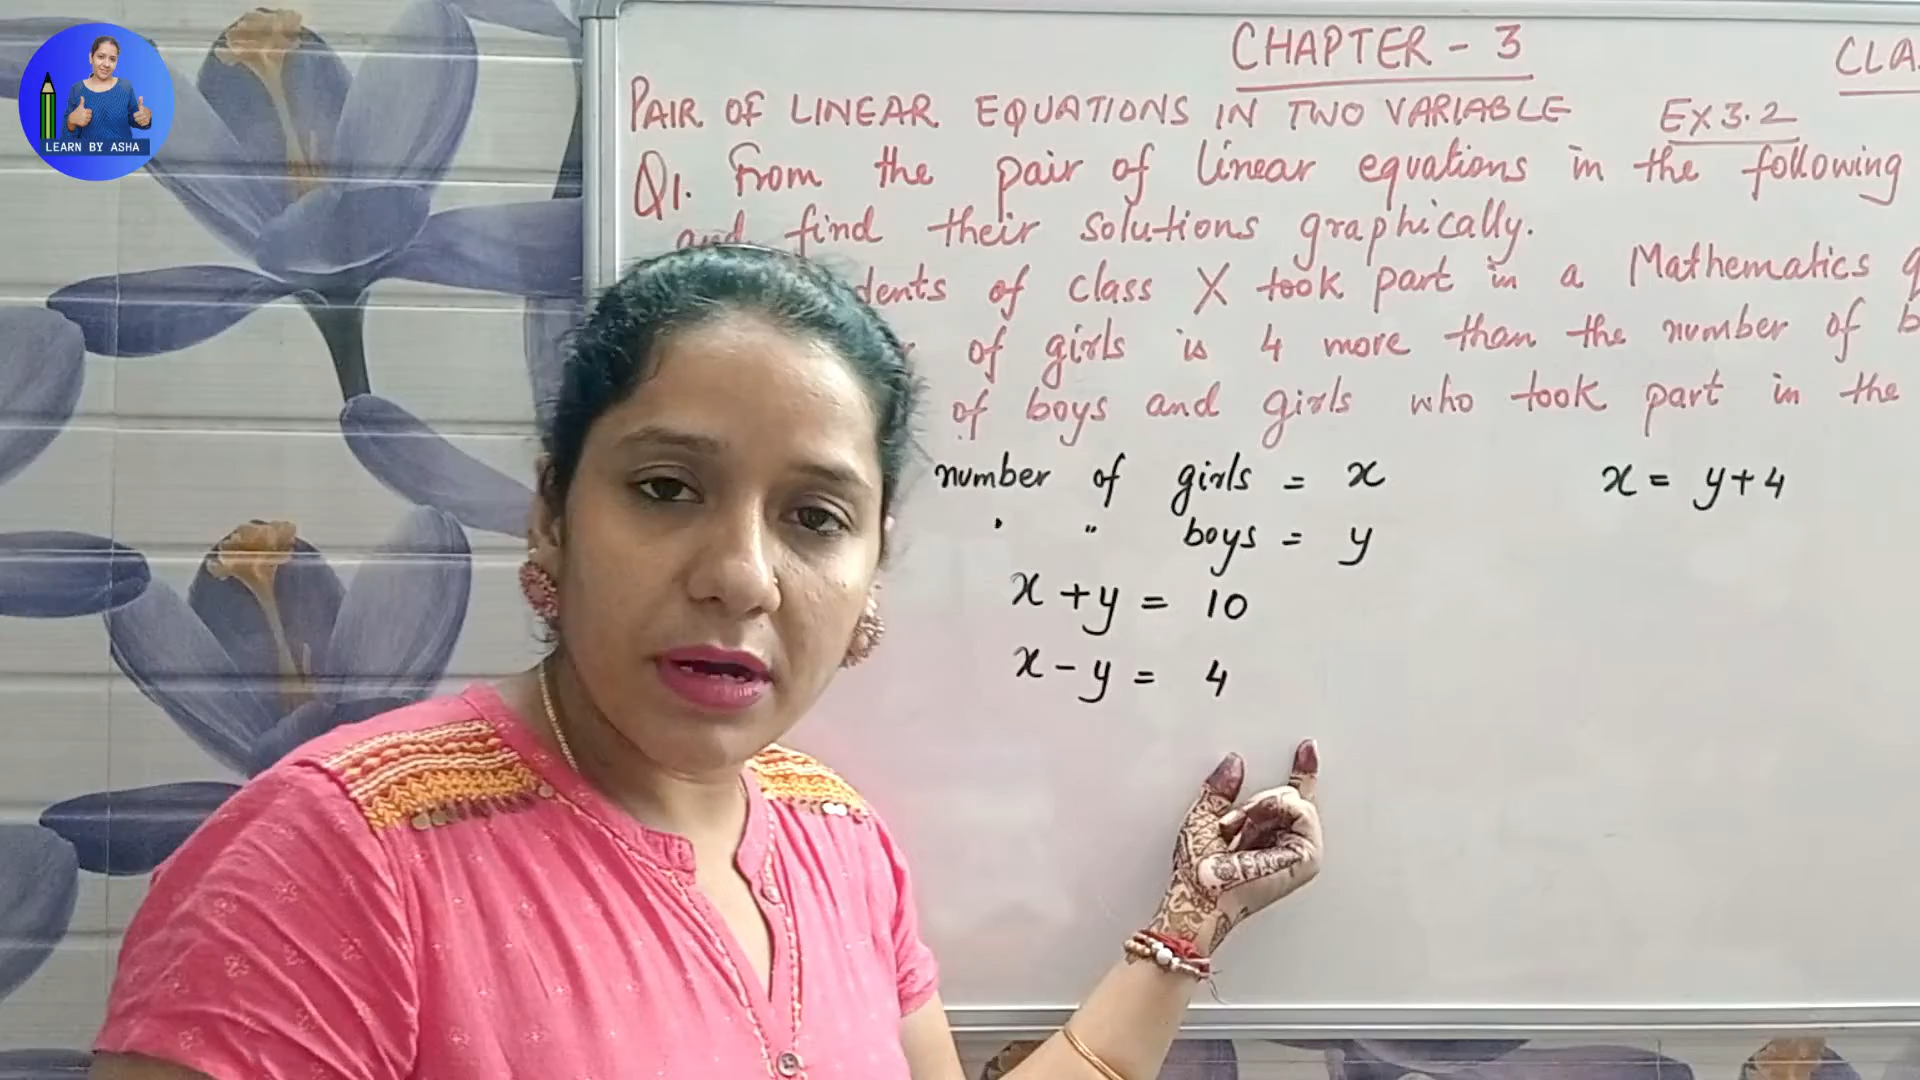 LEARN BY ASHA
CHAPTER - 3
PAIR OF LINEAR EQUATIONS IN TWO VARIABLE EX 3.2
Q1. From the pair of linear equations in the following
and find their solutions graphically.
of class X took part in a Mathematics
of girls is 4 more than the number of
of boys and girls who took part in the
number of girls = x
" boys = y
x + y = 10
x - y = 4
x = y + 4